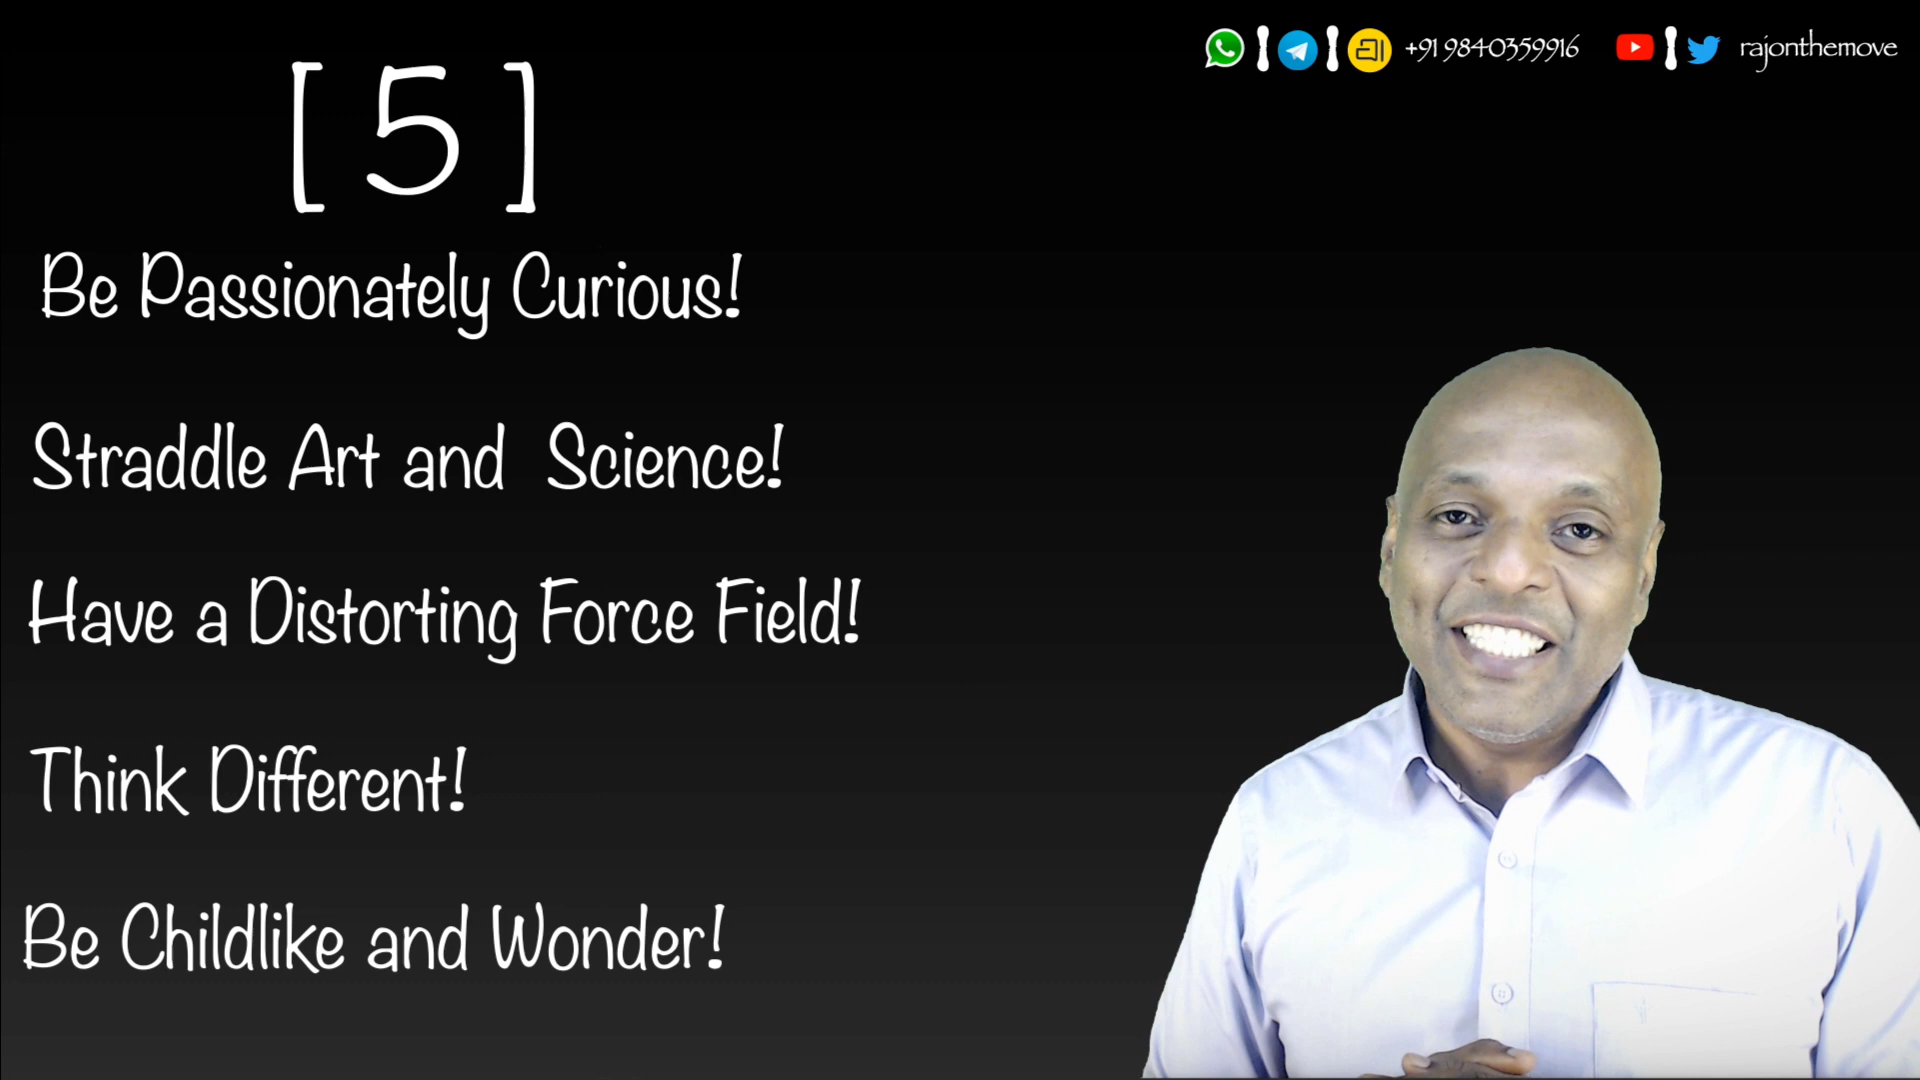 +91 9840359916 rajonthemove
[ 5 ]
Be Passionately Curious!
Straddle Art and Science!
Have a Distorting Force Field!
Think Different!
Be Childlike and Wonder!